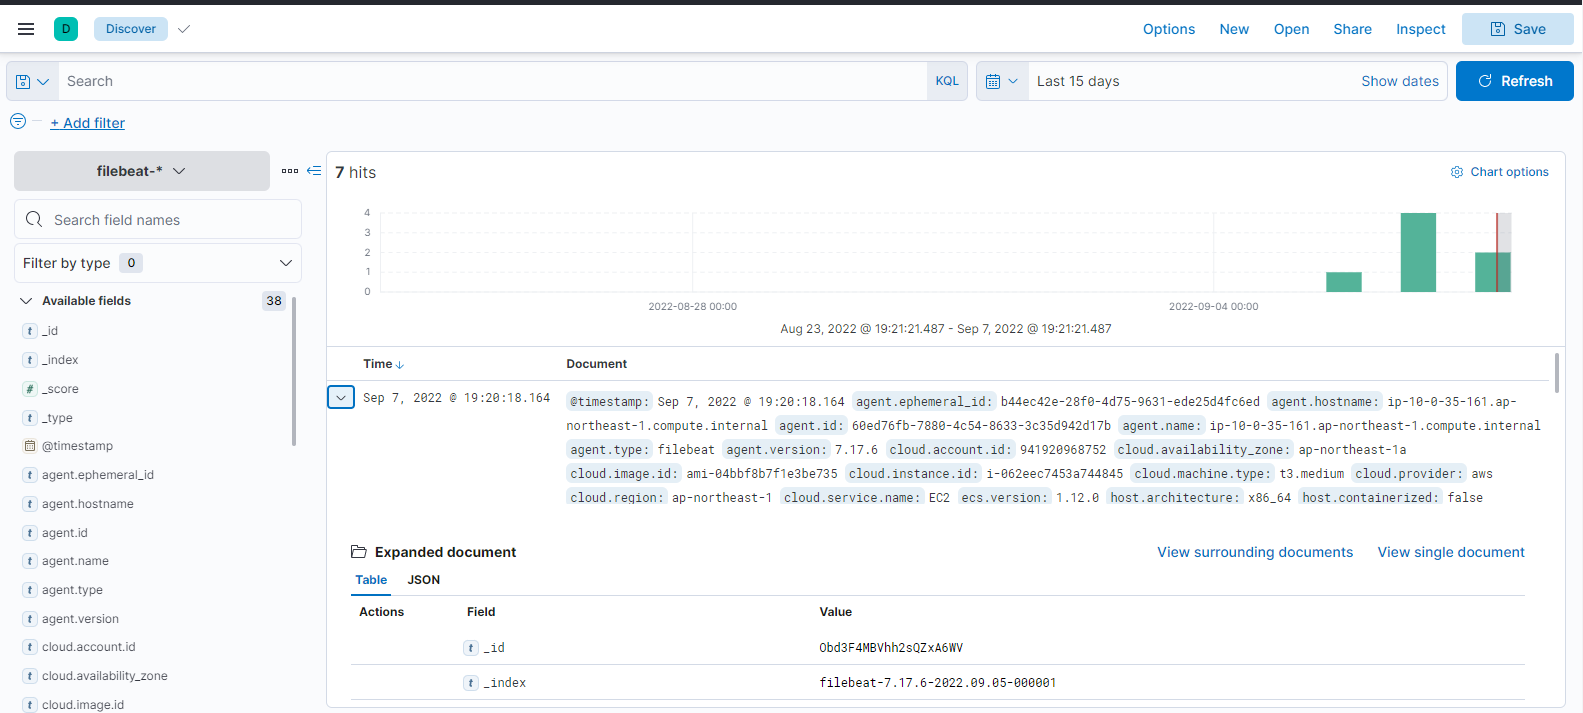 D Discover Options New Open Share Inspect Save
Search KQL Last 15 days Show dates Refresh
+ Add filter
filebeat-*
Search field names
Filter by type 0
Available fields 38
t _id
t _index
# _score
t _type
@timestamp
t agent.ephemeral_id
t agent.hostname
t agent.id
t agent.name
t agent.type
t agent.version
t cloud.account.id
t cloud.availability_zone
t cloud.image.id
7 hits Chart options
4
3
2
1
0
2022-08-28 00:00 2022-09-04 00:00
Aug 23, 2022 @ 19:21:21.487 - Sep 7, 2022 @ 19:21:21.487
Time Document
Sep 7, 2022 @ 19:20:18.164 @timestamp: Sep 7, 2022 @ 19:20:18.164 agent.ephemeral_id: b44ec42e-28f0-4d75-9631-ede25d4fc6ed agent.hostname: ip-10-0-35-161.ap-
northeast-1.compute.internal agent.id: 60ed76fb-7880-4c54-8633-3c35d942d17b agent.name: ip-10-0-35-161.ap-northeast-1.compute.internal
agent.type: filebeat agent.version: 7.17.6 cloud.account.id: 941920968752 cloud.availability_zone: ap-northeast-1a
cloud.image.id: ami-04bbf8b7f1e3be735 cloud.instance.id: i-062eec7453a744845 cloud.machine.type: t3.medium cloud.provider: aws
cloud.region: ap-northeast-1 cloud.service.name: EC2 ecs.version: 1.12.0 host.architecture: x86_64 host.containerized: false
Expanded document View surrounding documents View single document
Table JSON
Actions Field Value
t _id Obd3F4MBVhh2sQZxA6WV
t _index filebeat-7.17.6-2022.09.05-000001